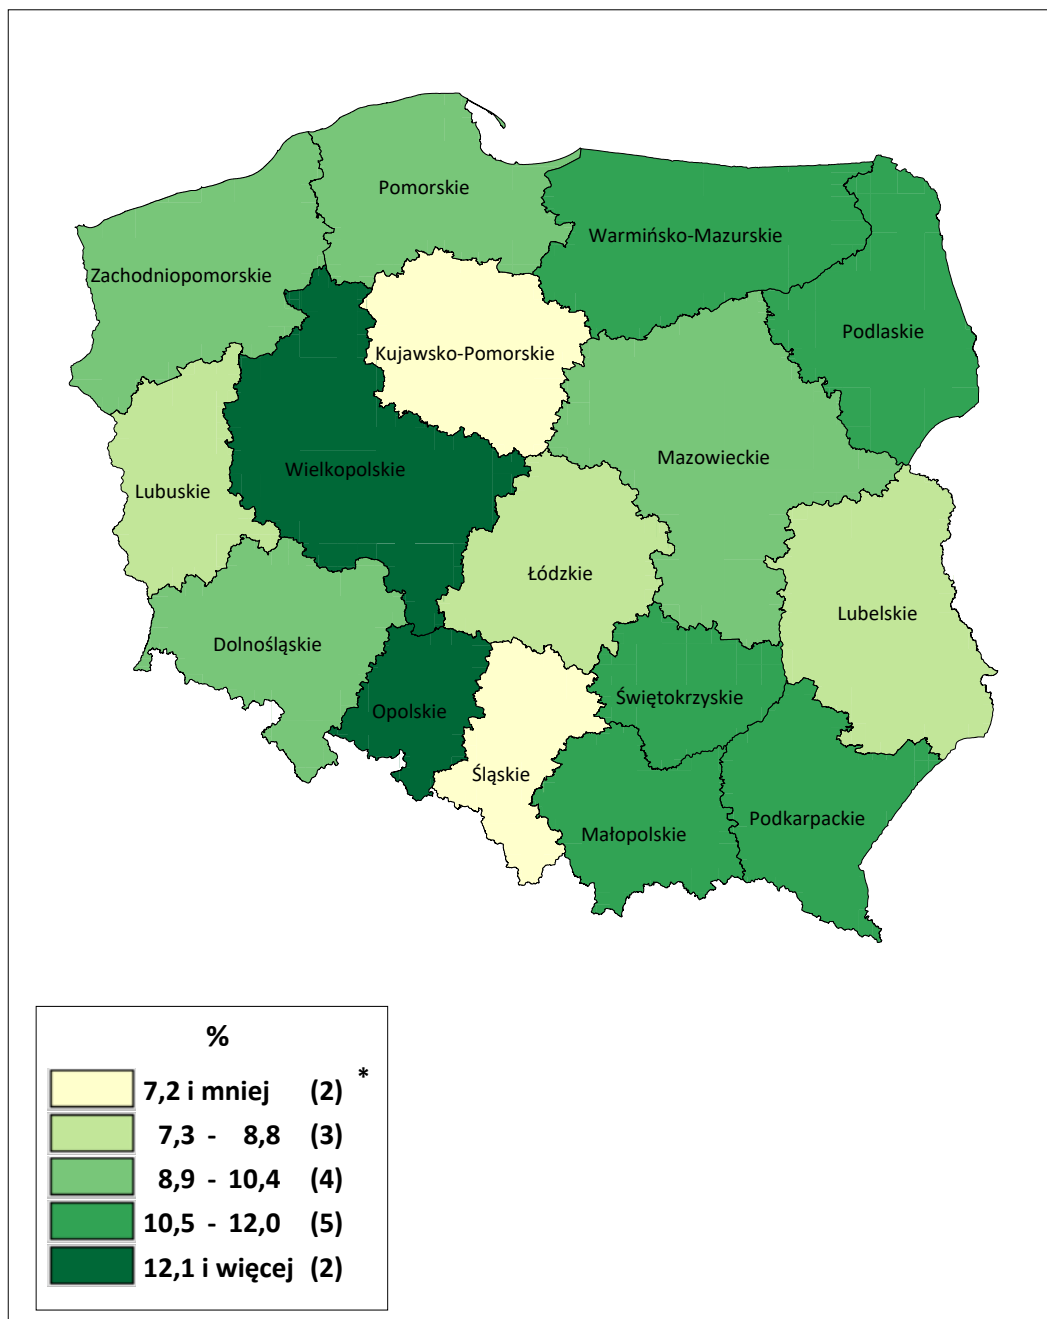 Pomorskie
Warmińsko-Mazurskie
Zachodniopomorskie
Podlaskie
Kujawsko-Pomorskie
Mazowieckie
Wielkopolskie
Lubuskie
Łódzkie
Lubelskie
Dolnośląskie
Świętokrzyskie
Opolskie
Śląskie
Podkarpackie
Małopolskie
%
7,2 i mniej (2) *
7,3 - 8,8 (3)
8,9 - 10,4 (4)
10,5 - 12,0 (5)
12,1 i więcej (2)